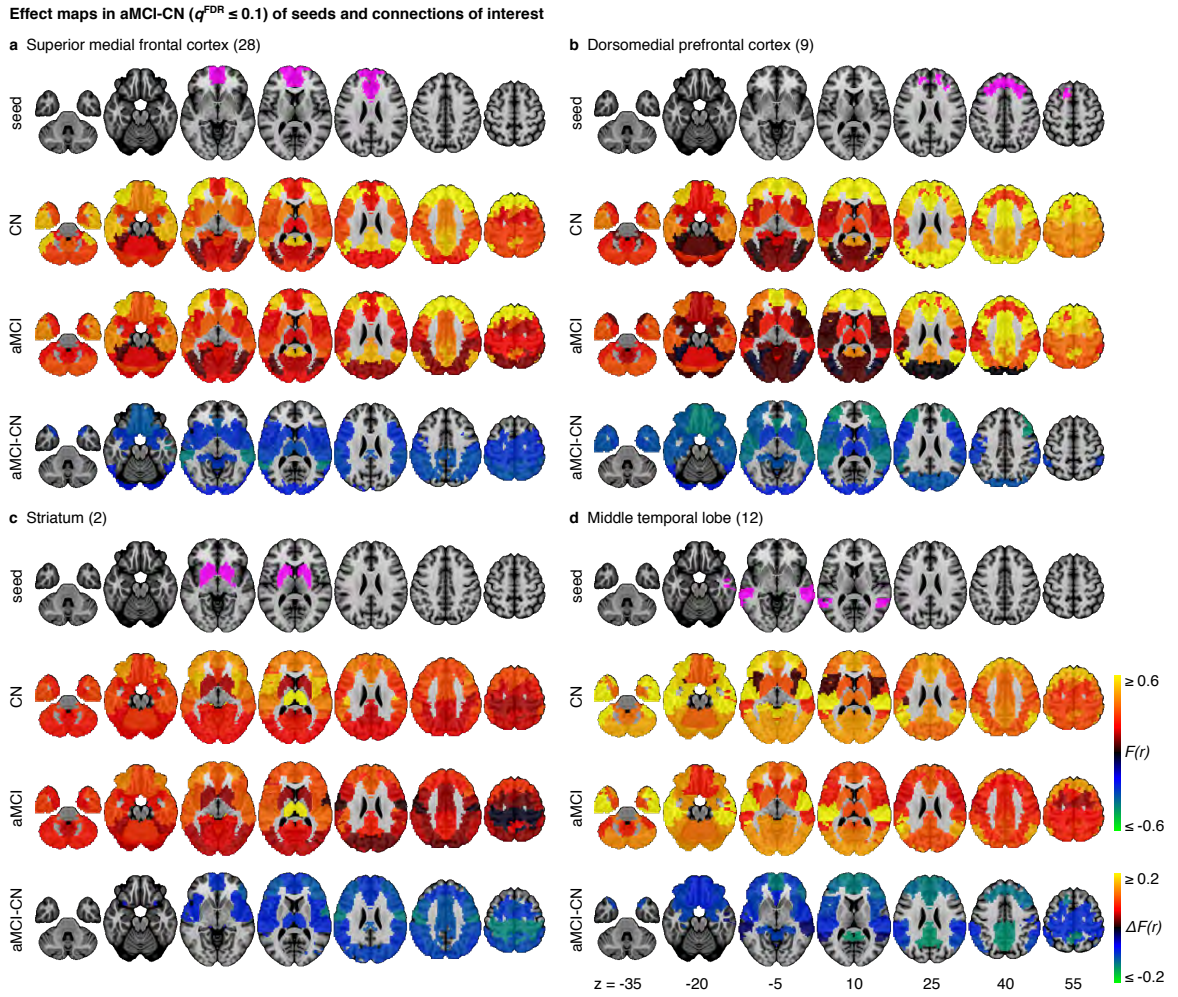 Effect maps in aMCI-CN (qFDR ≤ 0.1) of seeds and connections of interest
a Superior medial frontal cortex (28)
seed
CN
aMCI
aMCI-CN
b Dorsomedial prefrontal cortex (9)
seed
CN
aMCI
aMCI-CN
c Striatum (2)
seed
CN
aMCI
aMCI-CN
d Middle temporal lobe (12)
seed
CN
aMCI
aMCI-CN
≥ 0.6
F(r)
≤ -0.6
≥ 0.2
ΔF(r)
≤ -0.2
z = -35 -20 -5 10 25 40 55